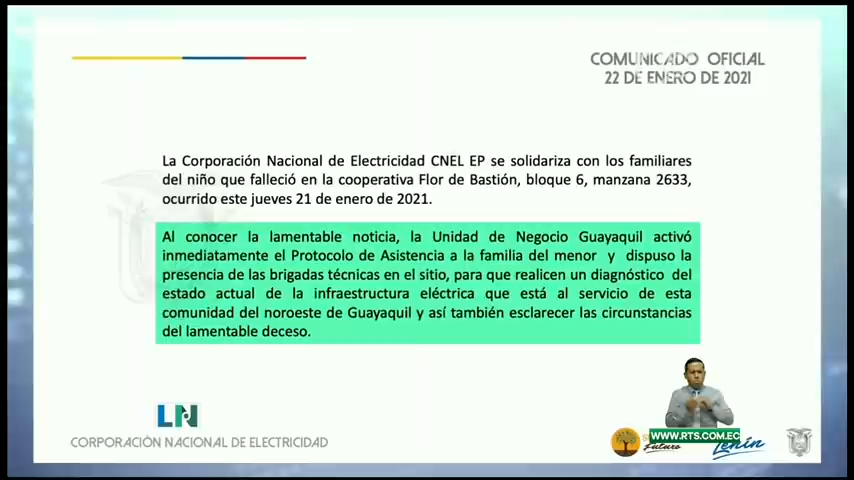 COMUNICADO OFICIAL
22 DE ENERO DE 2021
La Corporación Nacional de Electricidad CNEL EP se solidariza con los familiares
del niño que falleció en la cooperativa Flor de Bastión, bloque 6, manzana 2633,
ocurrido este jueves 21 de enero de 2021.
Al conocer la lamentable noticia, la Unidad de Negocio Guayaquil activó
inmediatamente el Protocolo de Asistencia a la familia del menor y dispuso la
presencia de las brigadas técnicas en el sitio, para que realicen un diagnóstico del
estado actual de la infraestructura eléctrica que está al servicio de esta
comunidad del noroeste de Guayaquil y así también esclarecer las circunstancias
del lamentable deceso.
LN
CORPORACIÓN NACIONAL DE ELECTRICIDAD
WWW.RTS.COM.EC
Futuro
Lenín